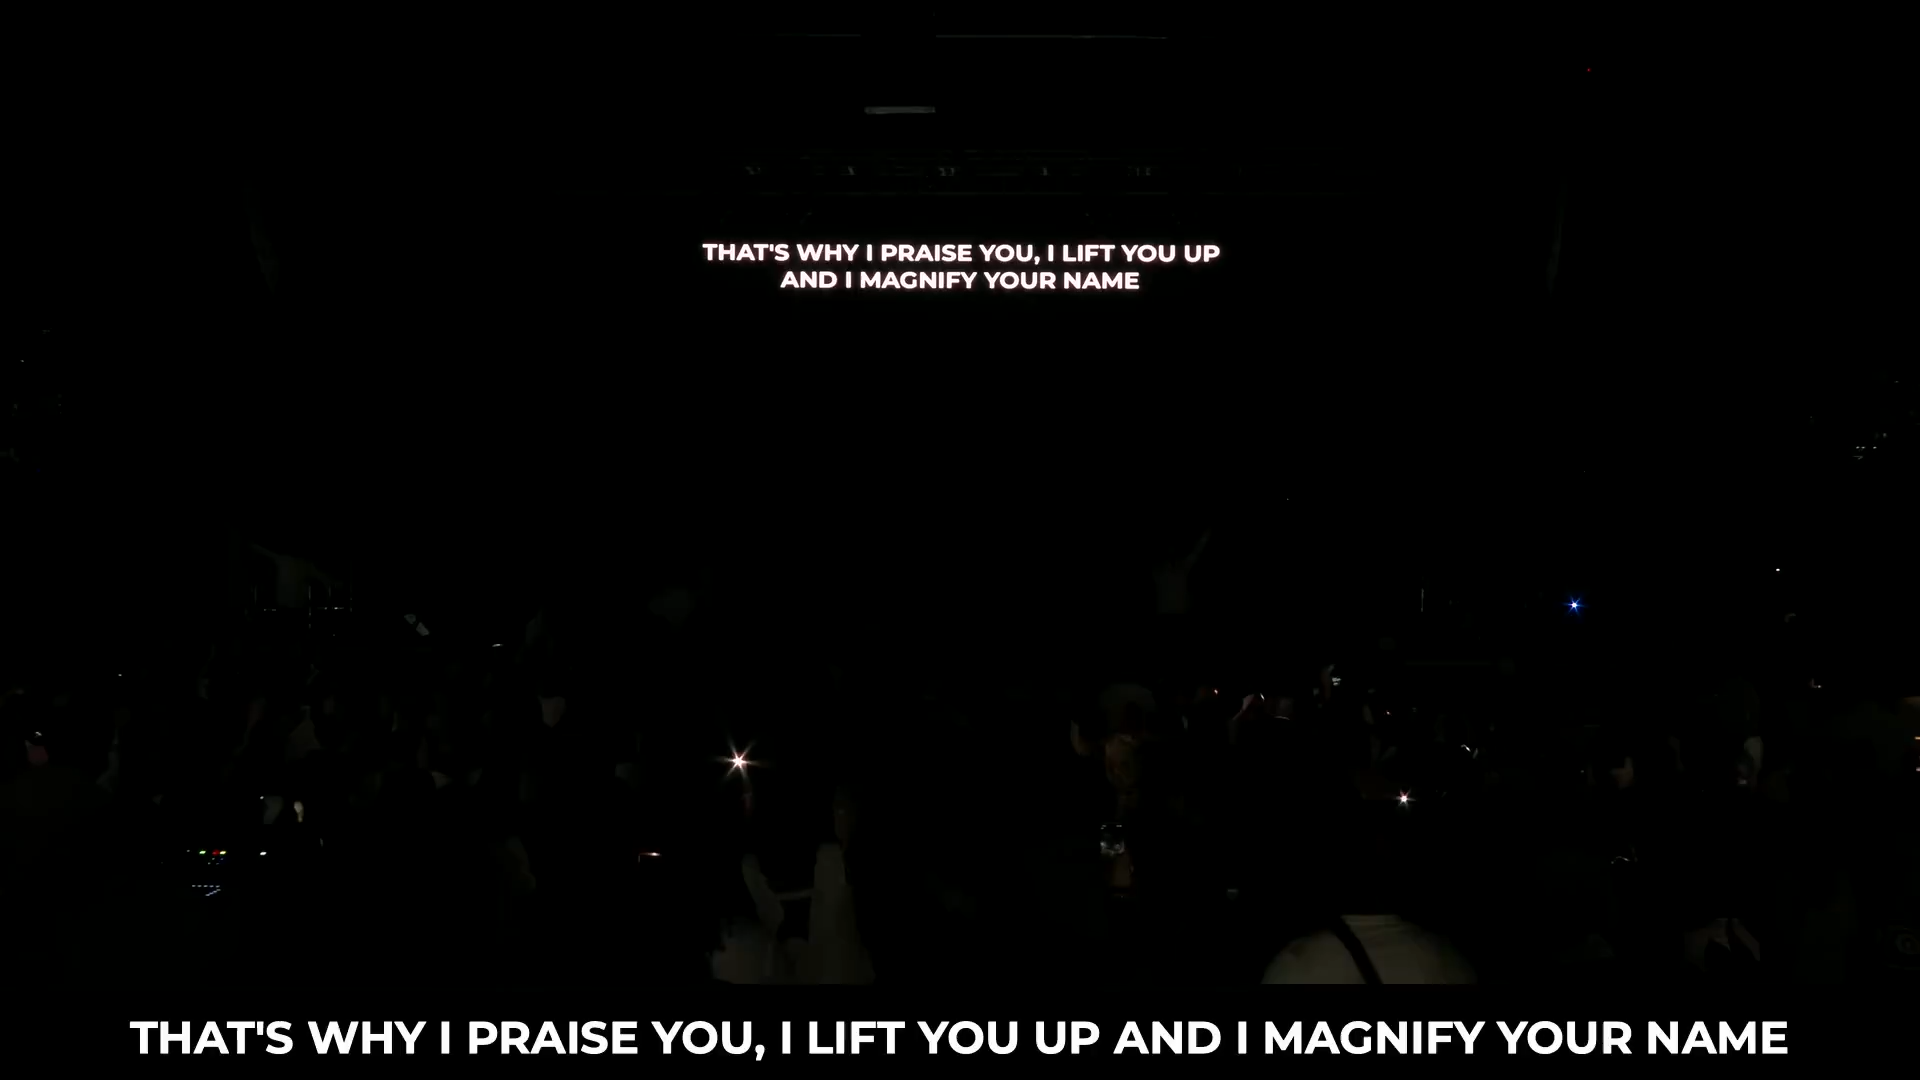 THAT'S WHY I PRAISE YOU, I LIFT YOU UP
AND I MAGNIFY YOUR NAME
THAT'S WHY I PRAISE YOU, I LIFT YOU UP AND I MAGNIFY YOUR NAME